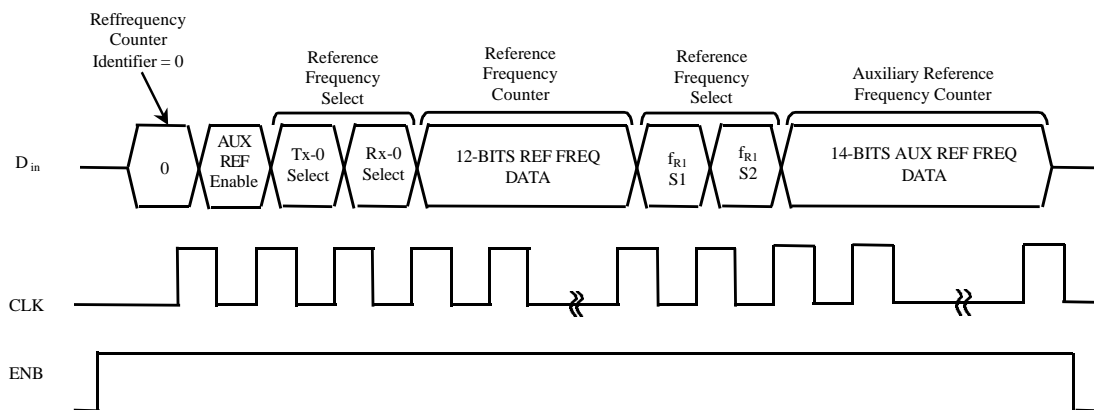 Reffrequency
Counter
Identifier = 0
Reference
Frequency
Select
Reference
Frequency
Counter
Reference
Frequency
Select
Auxiliary Reference
Frequency Counter
D in
0
AUX
REF
Enable
Tx-0
Select
Rx-0
Select
12-BITS REF FREQ
DATA
fR1
S1
fR1
S2
14-BITS AUX REF FREQ
DATA
CLK
ENB